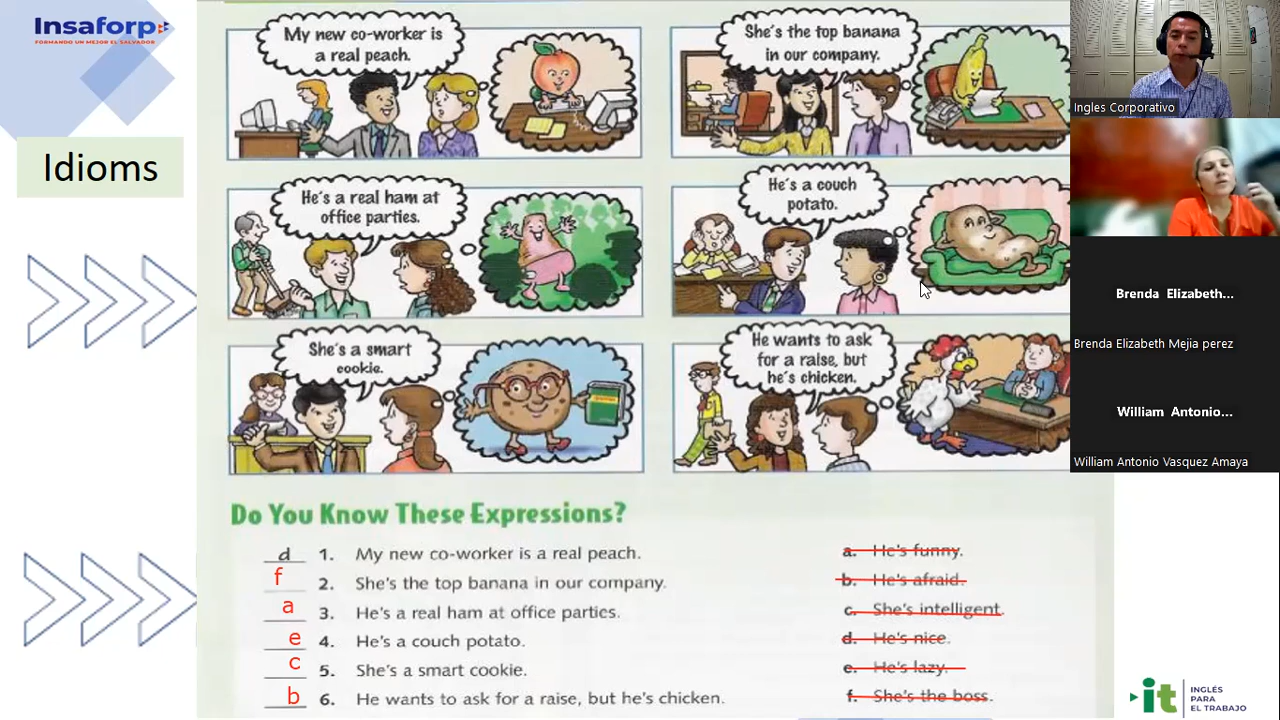 Insaforp
FORMANDO UN MEJOR EL SALVADOR
Idioms
My new co-worker is
a real peach.
She's the top banana
in our company.
He's a real ham at
office parties.
He's a couch
potato.
She's a smart
cookie.
He wants to ask
for a raise, but
he's chicken.
Do You Know These Expressions?
d 1. My new co-worker is a real peach.
f 2. She's the top banana in our company.
a 3. He's a real ham at office parties.
e 4. He's a couch potato.
c 5. She's a smart cookie.
b 6. He wants to ask for a raise, but he's chicken.
a. He's funny.
b. He's afraid.
c. She's intelligent.
d. He's nice.
e. He's lazy.
f. She's the boss.
Ingles Corporativo
Brenda Elizabeth...
Brenda Elizabeth Mejia perez
William Antonio...
William Antonio Vasquez Amaya
it
INGLÉS
PARA
EL TRABAJO